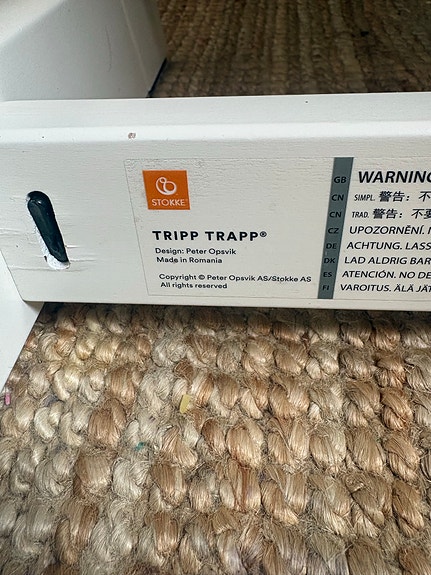 STOKKE
TRIPP TRAPP®
Design: Peter Opsvik
Made in Romania
Copyright © Peter Opsvik AS/Stokke AS
All rights reserved
GB WARNING
CN SIMPL. 警告：不
CN TRAD. 警告：不要
CZ UPOZORNĚNÍ.
DE ACHTUNG. LASS
DK LAD ALDRIG BAR
ES ATENCIÓN. NO DE
FI VAROITUS. ÄLÄ JÄT